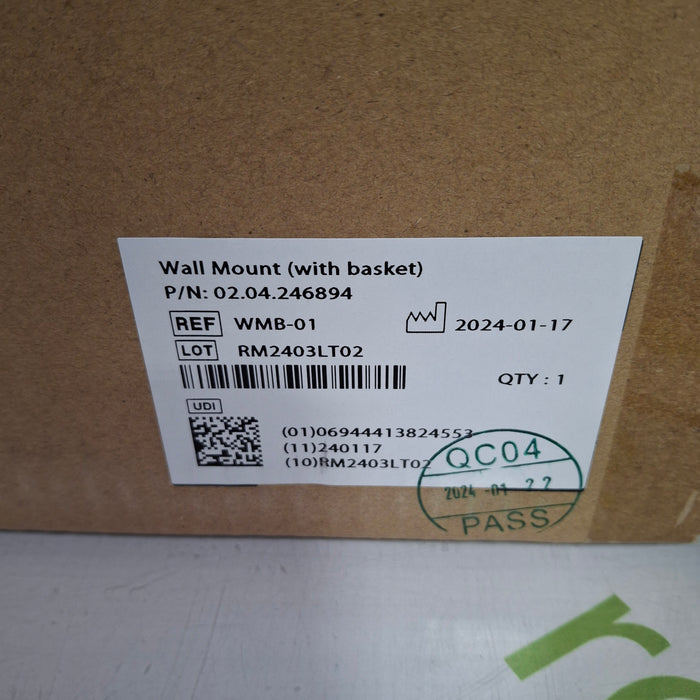 Wall Mount (with basket)
P/N: 02.04.246894
REF WMB-01
2024-01-17
LOT RM2403LT02
QTY : 1
UDI
(01)06944413824553
(11)240117
(10)RM2403LT02
QC04
2024 -01 22
PASS